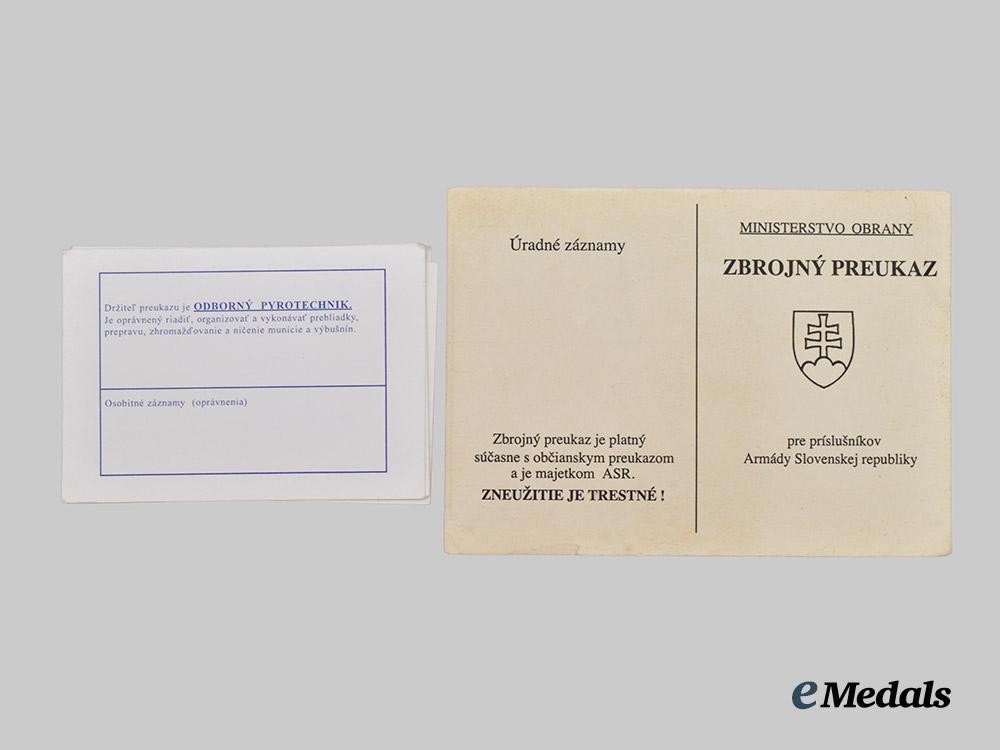 Držiteľ preukazu je ODBORNÝ PYROTECHNIK.
Je oprávnený riadiť, organizovať a vykonávať prehliadky,
prepravu, zhromažďovanie a ničenie munície a výbušnín.
Osobitné záznamy (oprávnenia)
Úradné záznamy
Zbrojný preukaz je platný
súčasne s občianskym preukazom
a je majetkom ASR.
ZNEUŽITIE JE TRESTNÉ !
MINISTERSTVO OBRANY
ZBROJNÝ PREUKAZ
pre príslušníkov
Armády Slovenskej republiky
eMedals